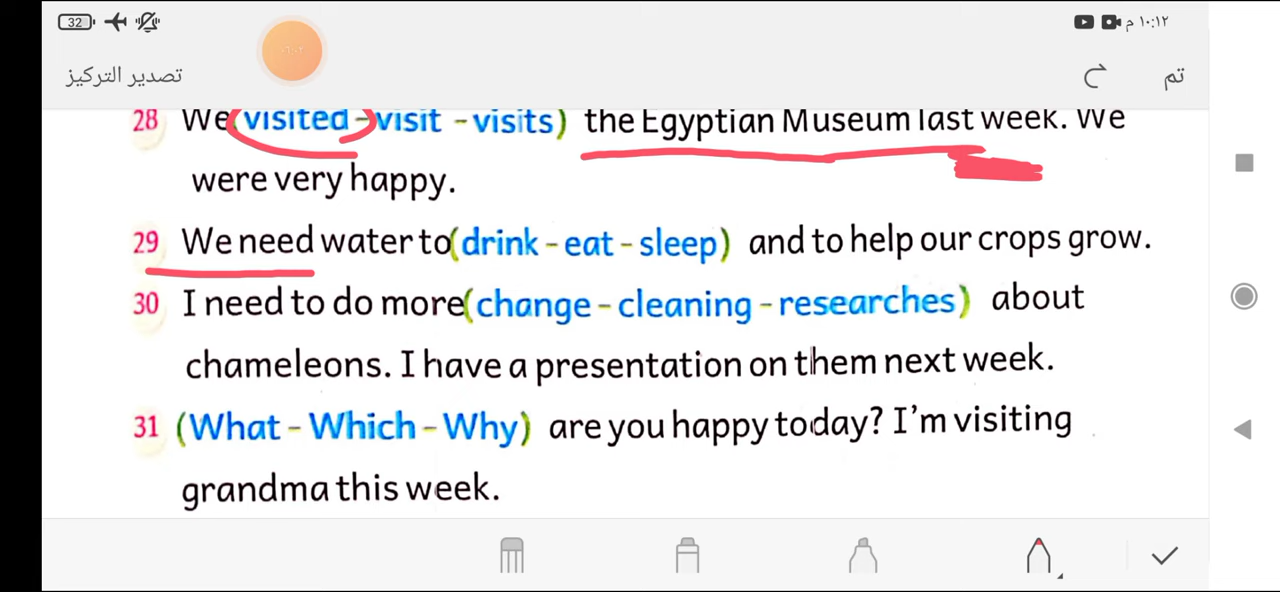 32
١٠:١٢ م
تصدير التركيز
تم
28 We (visited - visit - visits) the Egyptian Museum last week. We
were very happy.
29 We need water to (drink - eat - sleep) and to help our crops grow.
30 I need to do more (change - cleaning - researches) about
chameleons. I have a presentation on them next week.
31 (What - Which - Why) are you happy today? I'm visiting
grandma this week.